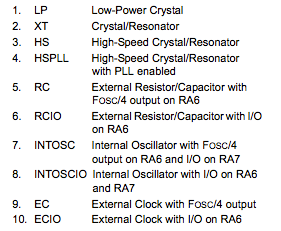 1. LP Low-Power Crystal
2. XT Crystal/Resonator
3. HS High-Speed Crystal/Resonator
4. HSPLL High-Speed Crystal/Resonator
with PLL enabled
5. RC External Resistor/Capacitor with
FOSC/4 output on RA6
6. RCIO External Resistor/Capacitor with I/O
on RA6
7. INTOSC Internal Oscillator with FOSC/4
output on RA6 and I/O on RA7
8. INTOSCIO Internal Oscillator with I/O on RA6
and RA7
9. EC External Clock with FOSC/4 output
10. ECIO External Clock with I/O on RA6